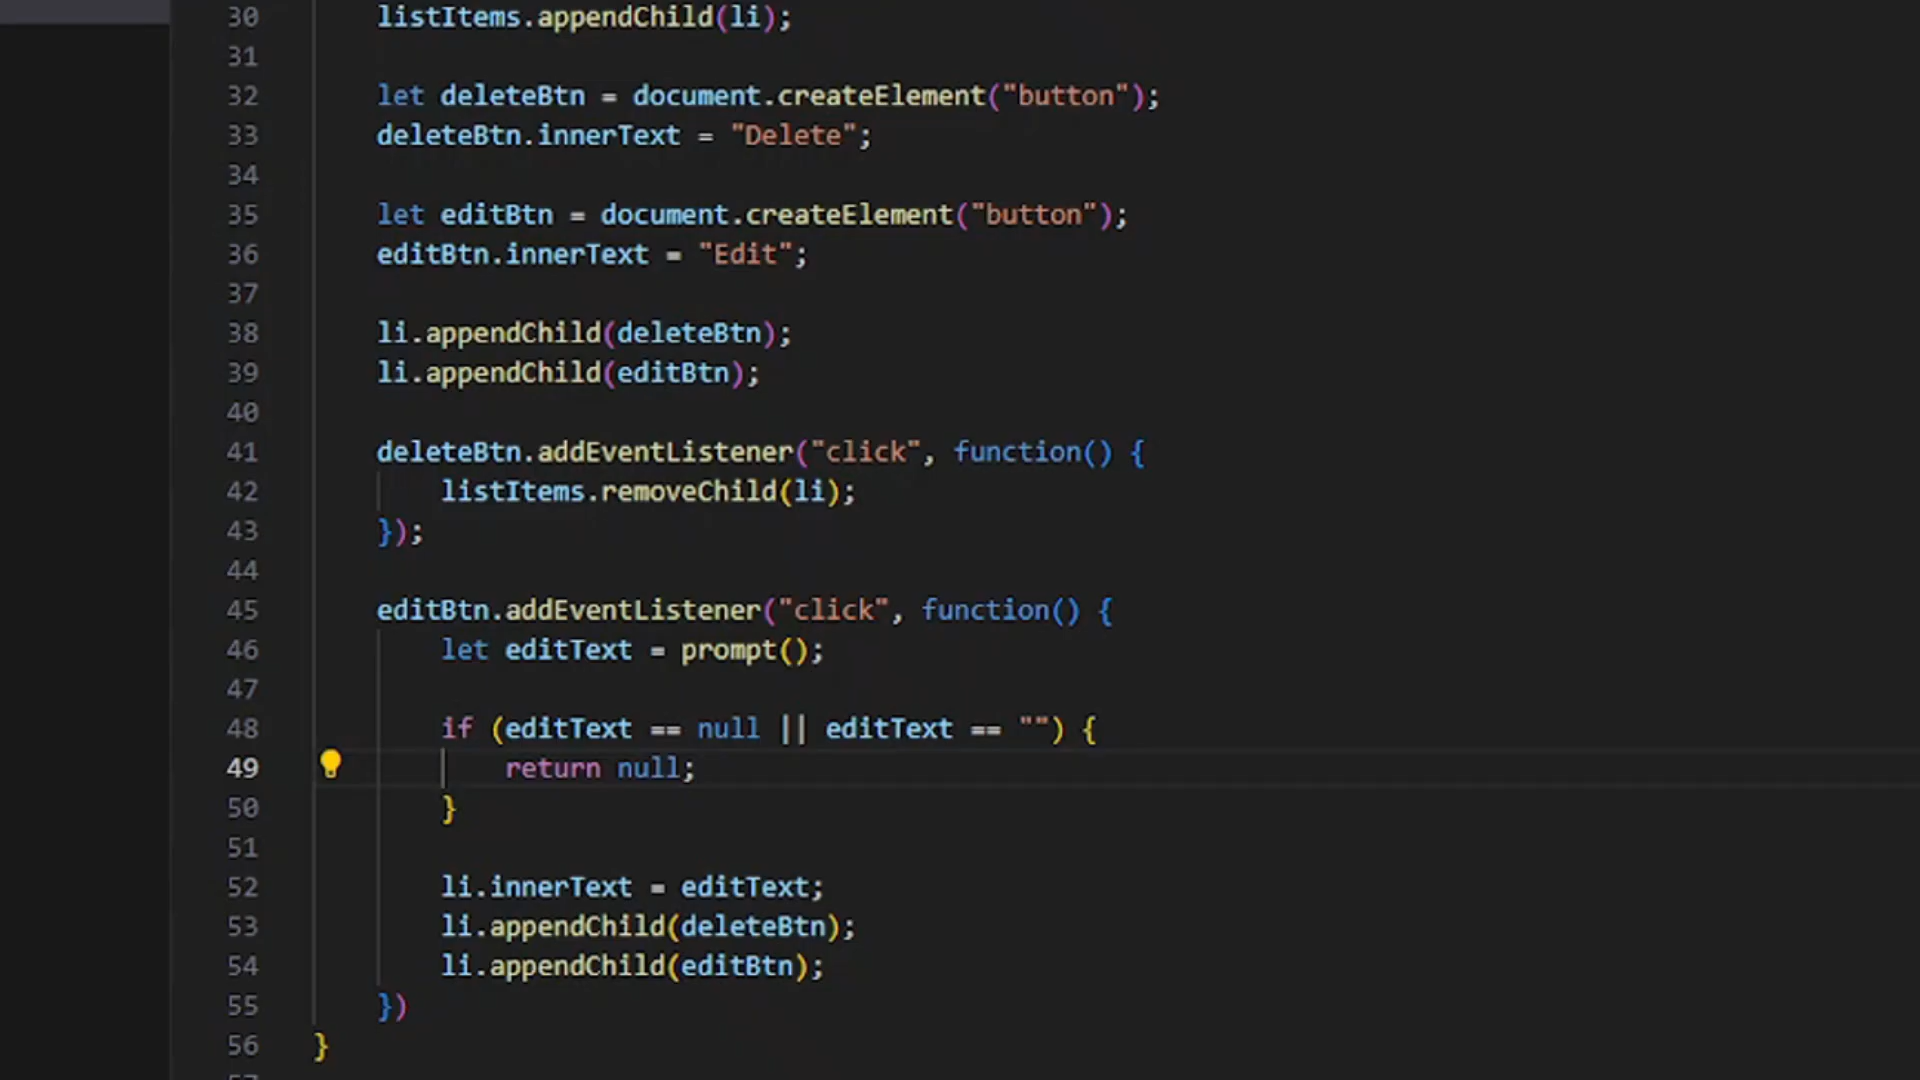 30 listItems.appendChild(li);
31
32 let deleteBtn = document.createElement("button");
33 deleteBtn.innerText = "Delete";
34
35 let editBtn = document.createElement("button");
36 editBtn.innerText = "Edit";
37
38 li.appendChild(deleteBtn);
39 li.appendChild(editBtn);
40
41 deleteBtn.addEventListener("click", function() {
42 listItems.removeChild(li);
43 });
44
45 editBtn.addEventListener("click", function() {
46 let editText = prompt();
47
48 if (editText == null || editText == "") {
49 return null;
50 }
51
52 li.innerText = editText;
53 li.appendChild(deleteBtn);
54 li.appendChild(editBtn);
55 })
56 }